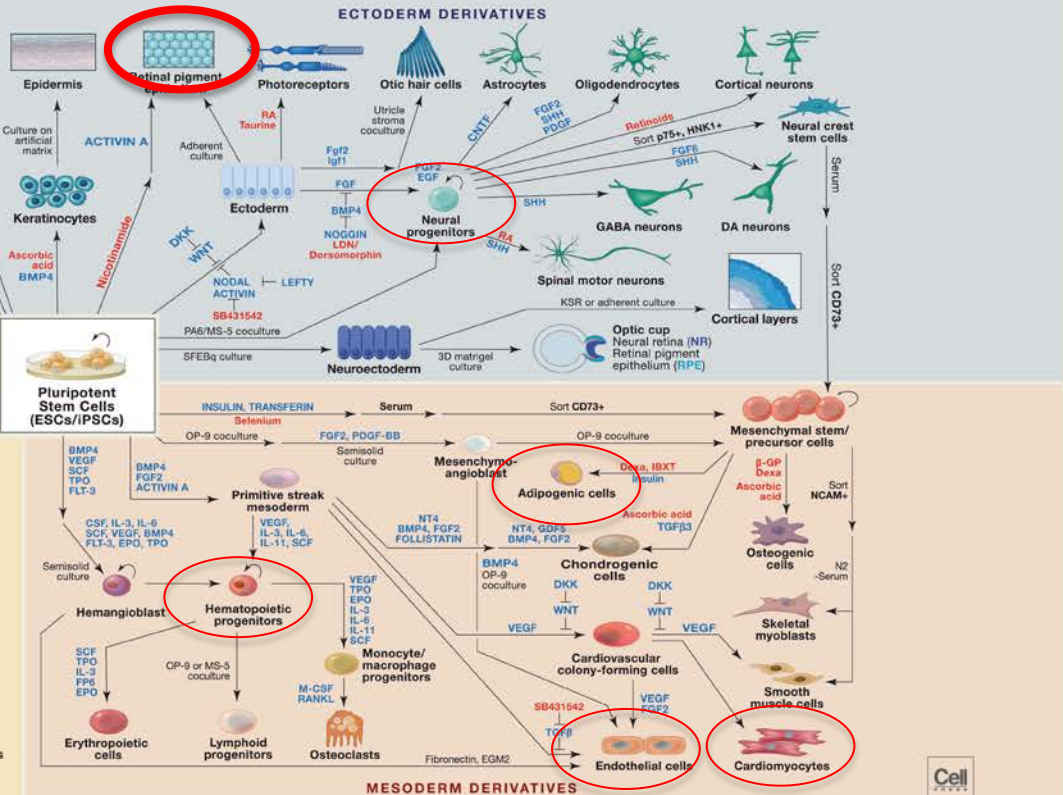 ECTODERM DERIVATIVES
Epidermis
Retinal pigment
Photoreceptors
Otic hair cells
Astrocytes
Oligodendrocytes
Cortical neurons
Culture on
artificial
matrix
ACTIVIN A
Adherent
culture
RA
Taurine
Utricle
stroma
coculture
CNTF
FGF2
SHH
PDGF
Retinoids
Sort p75+, HNK1+
Neural crest
stem cells
Fgf2
Igf1
FGF2
EGF
FGF8
SHH
Serum
Keratinocytes
Ectoderm
FGF
BMP4
NOGGIN
LDN/
Dorsomorphin
Neural
progenitors
SHH
GABA neurons
DA neurons
Ascorbic
acid
BMP4
Nicotinamide
DKK
WNT
NODAL
ACTIVIN
LEFTY
SB431542
RA
SHH
Spinal motor neurons
Sort CD73+
PA6/MS-5 coculture
SFEBq culture
Neuroectoderm
KSR or adherent culture
3D matrigel
culture
Cortical layers
Optic cup
Neural retina (NR)
Retinal pigment
epithelium (RPE)
Pluripotent
Stem Cells
(ESCs/iPSCs)
INSULIN, TRANSFERIN
Selenium
Serum
Sort CD73+
Mesenchymal stem/
precursor cells
OP-9 coculture
FGF2, PDGF-BB
Semisolid
culture
Mesenchymo-
angioblast
OP-9 coculture
BMP4
VEGF
SCF
TPO
FLT-3
BMP4
FGF2
ACTIVIN A
Primitive streak
mesoderm
Adipogenic cells
Dexa, IBXT
Insulin
β-GP
Dexa
Ascorbic
acid
Sort
NCAM+
CSF, IL-3, IL-6
SCF, VEGF, BMP4
FLT-3, EPO, TPO
VEGF,
IL-3, IL-6,
IL-11, SCF
NT4
BMP4, FGF2
FOLLISTATIN
NT4, GDF5
BMP4, FGF2
Ascorbic acid
TGFβ3
Chondrogenic
cells
Osteogenic
cells
Semisolid
culture
Hemangioblast
Hematopoietic
progenitors
VEGF
TPO
EPO
IL-3
IL-6
IL-11
SCF
BMP4
OP-9
coculture
DKK
WNT
DKK
WNT
N2
-Serum
Skeletal
myoblasts
VEGF
Cardiovascular
colony-forming cells
VEGF
Smooth
muscle cells
SCF
TPO
IL-3
FP6
EPO
OP-9 or MS-5
coculture
Monocyte/
macrophage
progenitors
M-CSF
RANKL
SB431542
TGFβ
VEGF
FGF2
Erythropoietic
cells
Lymphoid
progenitors
Osteoclasts
Fibronectin, EGM2
Endothelial cells
Cardiomyocytes
MESODERM DERIVATIVES
Cell
PRESS